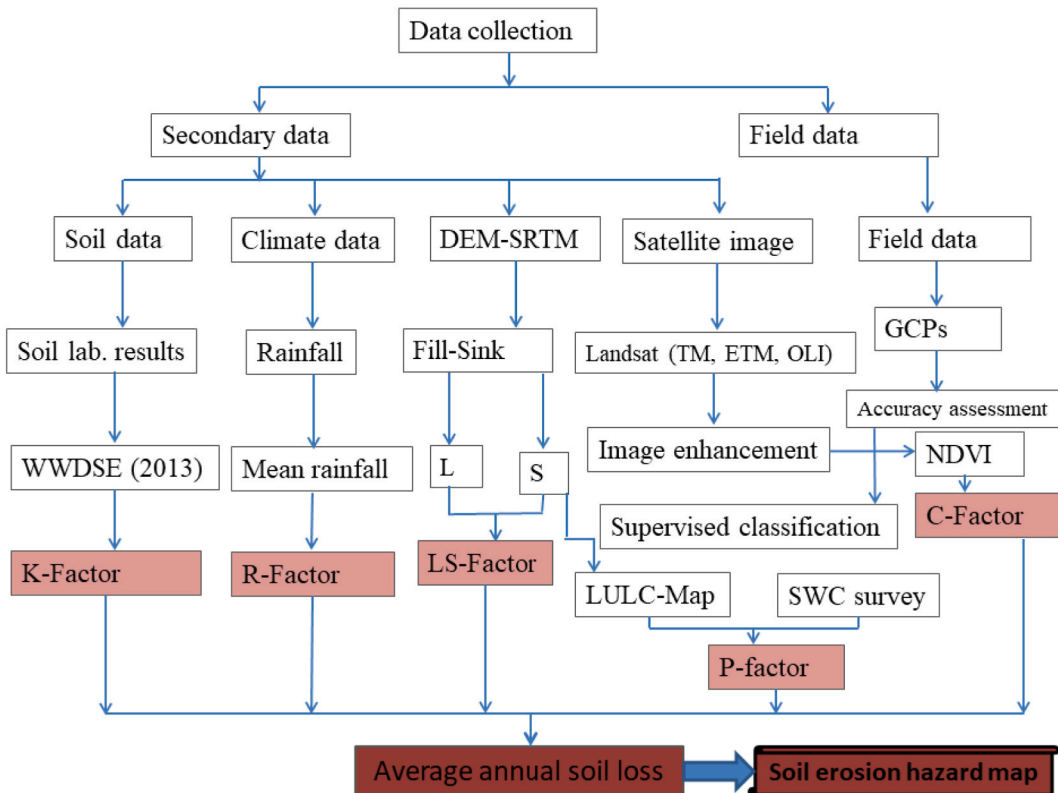 Data collection
Secondary data
Field data
Soil data
Climate data
DEM-SRTM
Satellite image
Field data
Soil lab. results
Rainfall
Fill-Sink
Landsat (TM, ETM, OLI)
GCPs
Accuracy assessment
WWDSE (2013)
Mean rainfall
L
S
Image enhancement
NDVI
Supervised classification
C-Factor
K-Factor
R-Factor
LS-Factor
LULC-Map
SWC survey
P-factor
Average annual soil loss
Soil erosion hazard map